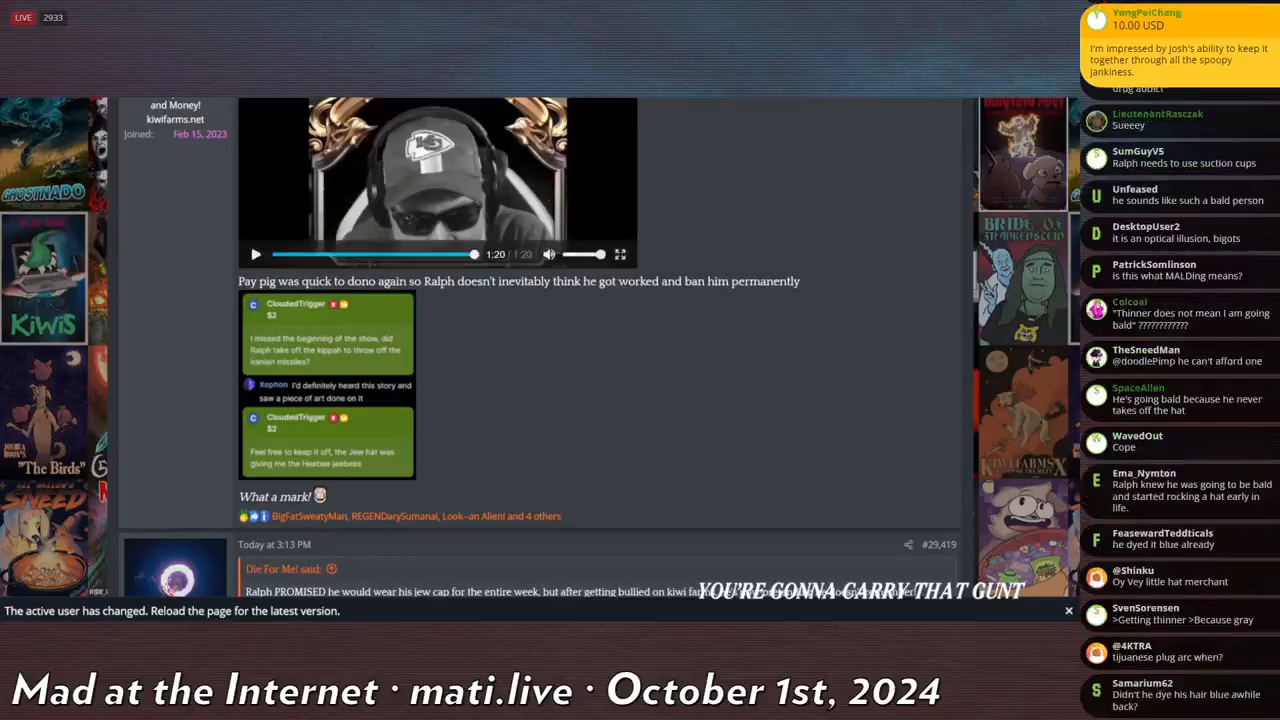 LIVE 2933
GHOSTNADO
KiWiS
JOSHUA
MOON'S
"The Birds"
ALL HALLOW'S
SNEED
and Money!
kiwifarms.net
Joined: Feb 15, 2023
KC
1:20 / 1:20
Pay pig was quick to dono again so Ralph doesn't inevitably think he got worked and ban him permanently
CloudedTrigger
$2
I missed the beginning of the show, did
Ralph take off the kippah to throw off the
Iranian missiles?
Xophon I'd definitely heard this story and
saw a piece of art done on it
CloudedTrigger
$2
Feel free to keep it off, the Jew hat was
giving me the Heebee jeebees
What a mark!
BigFatSweatyMan, REGENDarySumanai, Look--an Alien! and 4 others
Today at 3:13 PM
#29,419
Die For Me! said:
Ralph PROMISED he would wear his jew cap for the entire week, but after getting bullied on kiwi
YOU'RE GONNA CARRY THAT GUNT
The active user has changed. Reload the page for the latest version.
BRIDE OF
FRANKENSTEIN
KIWIFARMS
Mad at the Internet · mati.live · October 1st, 2024
YungPeiChang
10.00 USD
I'm impressed by Josh's ability to keep it
together through all the spoopy
jankiness.
drug addict"
LieutenantRasczak
Sueeey
SumGuyV5
Ralph needs to use suction cups
Unfeased
he sounds like such a bald person
DesktopUser2
it is an optical illusion, bigots
PatrickSomlinson
is this what MALDing means?
Colcoal
"Thinner does not mean I am going
bald" ????????????
TheSneedMan
@doodlePimp he can't afford one
SpaceAllen
He's going bald because he never
takes off the hat
WavedOut
Cope
Ema_Nymton
Ralph knew he was going to be bald
and started rocking a hat early in
life.
FeasewardTeddticals
he dyed it blue already
@Shinku
Oy Vey little hat merchant
SvenSorensen
>Getting thinner >Because gray
@4KTRA
tijuanese plug arc when?
Samarium62
Didn't he dye his hair blue awhile
back?